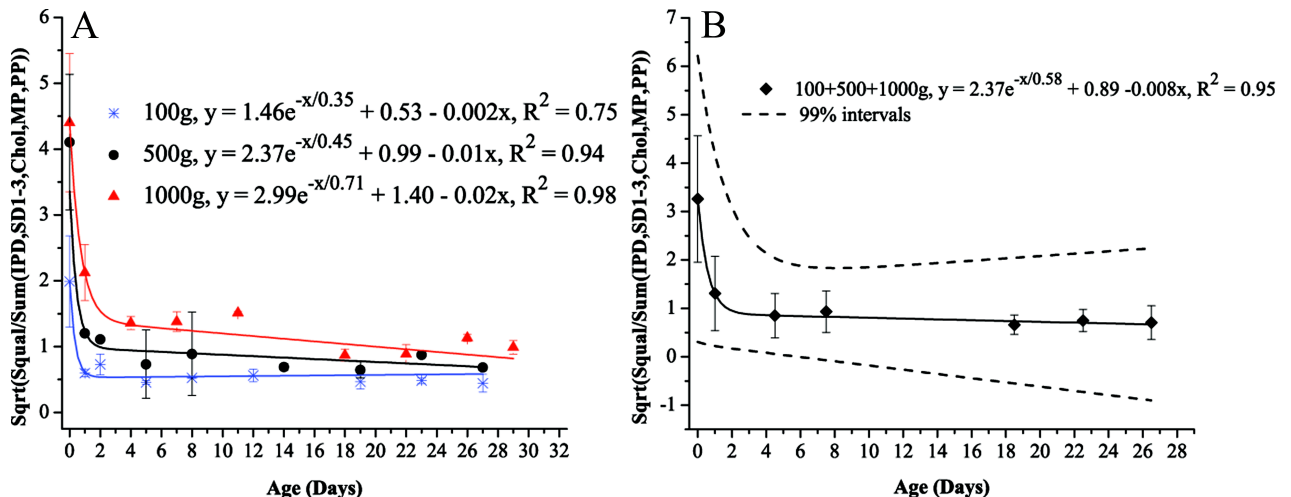 A
Sqrt(Squal/Sum(IPD,SD1-3,Chol,MP,PP))
6
5
4
3
2
1
0
100g, y = 1.46e^-x/0.35 + 0.53 - 0.002x, R^2 = 0.75
500g, y = 2.37e^-x/0.45 + 0.99 - 0.01x, R^2 = 0.94
1000g, y = 2.99e^-x/0.71 + 1.40 - 0.02x, R^2 = 0.98
0 2 4 6 8 10 12 14 16 18 20 22 24 26 28 30 32
Age (Days)
B
Sqrt(Squal/Sum(IPD,SD1-3,Chol,MP,PP))
7
6
5
4
3
2
1
0
-1
100+500+1000g, y = 2.37e^-x/0.58 + 0.89 -0.008x, R^2 = 0.95
99% intervals
0 2 4 6 8 10 12 14 16 18 20 22 24 26 28
Age (Days)